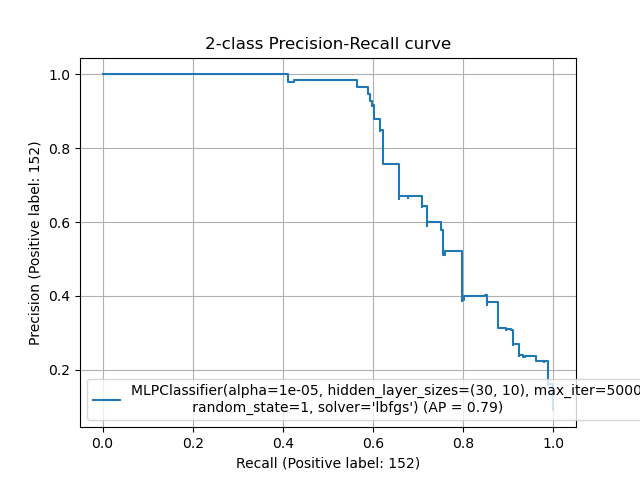 2-class Precision-Recall curve
Precision (Positive label: 152)
1.0
0.8
0.6
0.4
0.2
MLPClassifier(alpha=1e-05, hidden_layer_sizes=(30, 10), max_iter=5000
random_state=1, solver='lbfgs') (AP = 0.79)
0.0 0.2 0.4 0.6 0.8 1.0
Recall (Positive label: 152)